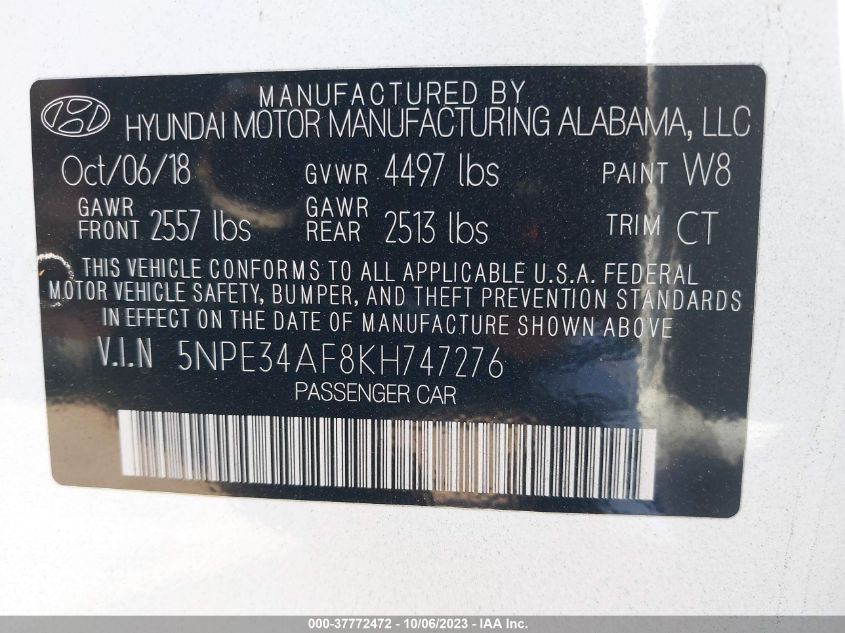 MANUFACTURED BY
HYUNDAI MOTOR MANUFACTURING ALABAMA, LLC
Oct/06/18 GVWR 4497 lbs PAINT W8
GAWR FRONT 2557 lbs GAWR REAR 2513 lbs TRIM CT
THIS VEHICLE CONFORMS TO ALL APPLICABLE U.S.A. FEDERAL
MOTOR VEHICLE SAFETY, BUMPER, AND THEFT PREVENTION STANDARDS
IN EFFECT ON THE DATE OF MANUFACTURE SHOWN ABOVE
V.I.N 5NPE34AF8KH747276
PASSENGER CAR
000-37772472 - 10/06/2023 - IAA Inc.